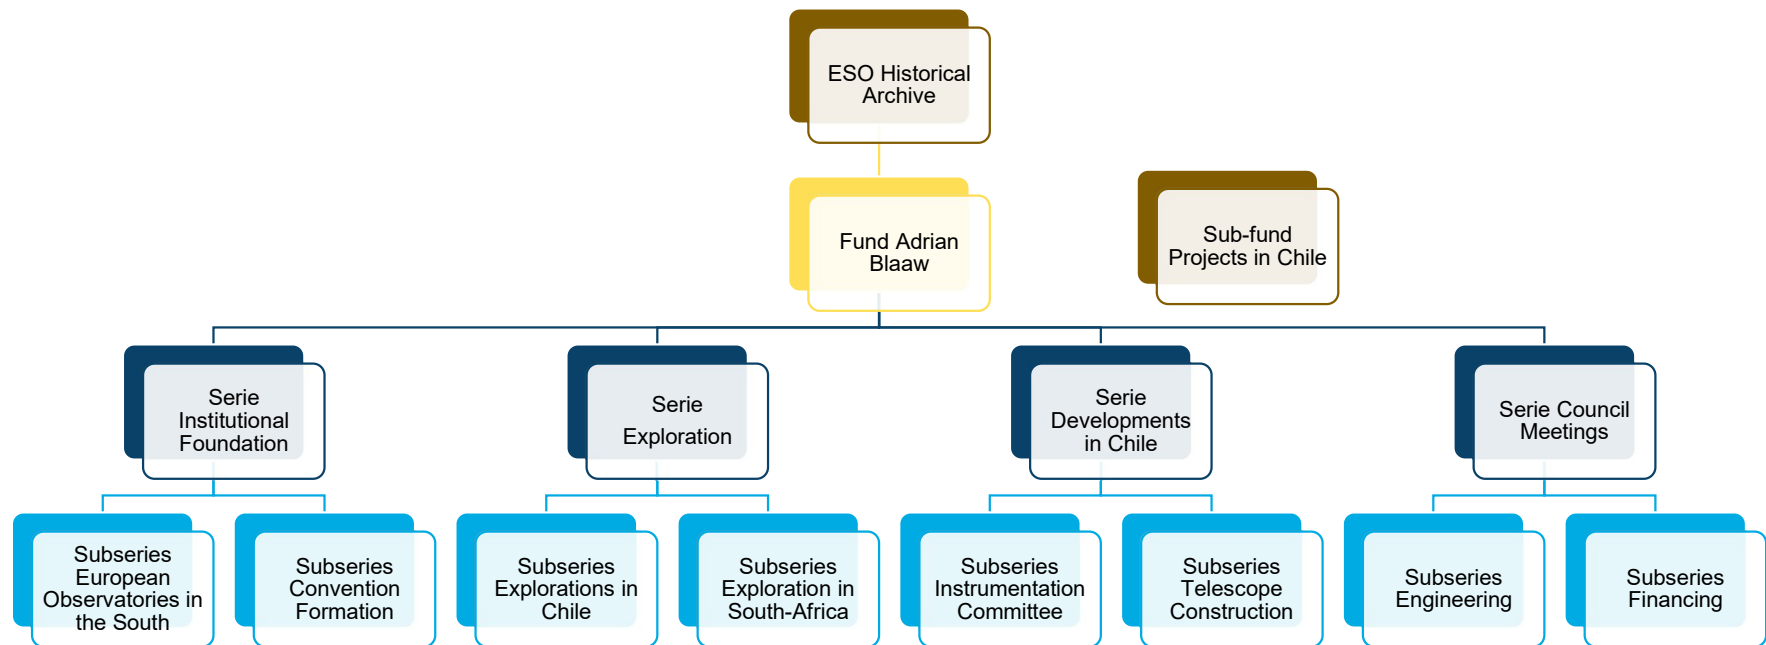 ESO Historical
Archive
Fund Adrian
Blaaw
Sub-fund
Projects in Chile
Serie
Institutional
Foundation
Serie
Exploration
Serie
Developments
in Chile
Serie Council
Meetings
Subseries
European
Observatories in
the South
Subseries
Convention
Formation
Subseries
Explorations in
Chile
Subseries
Exploration in
South-Africa
Subseries
Instrumentation
Committee
Subseries
Telescope
Construction
Subseries
Engineering
Subseries
Financing